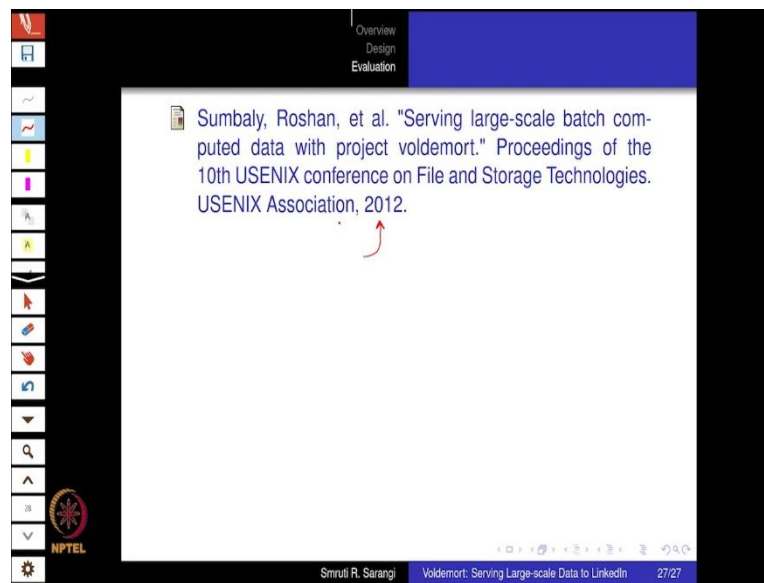 Overview
Design
Evaluation
Sumbaly, Roshan, et al. "Serving large-scale batch com-
puted data with project voldemort." Proceedings of the
10th USENIX conference on File and Storage Technologies.
USENIX Association, 2012.
A
A
28
NPTEL
Smruti R. Sarangi Voldemort: Serving Large-scale Data to LinkedIn 27/27